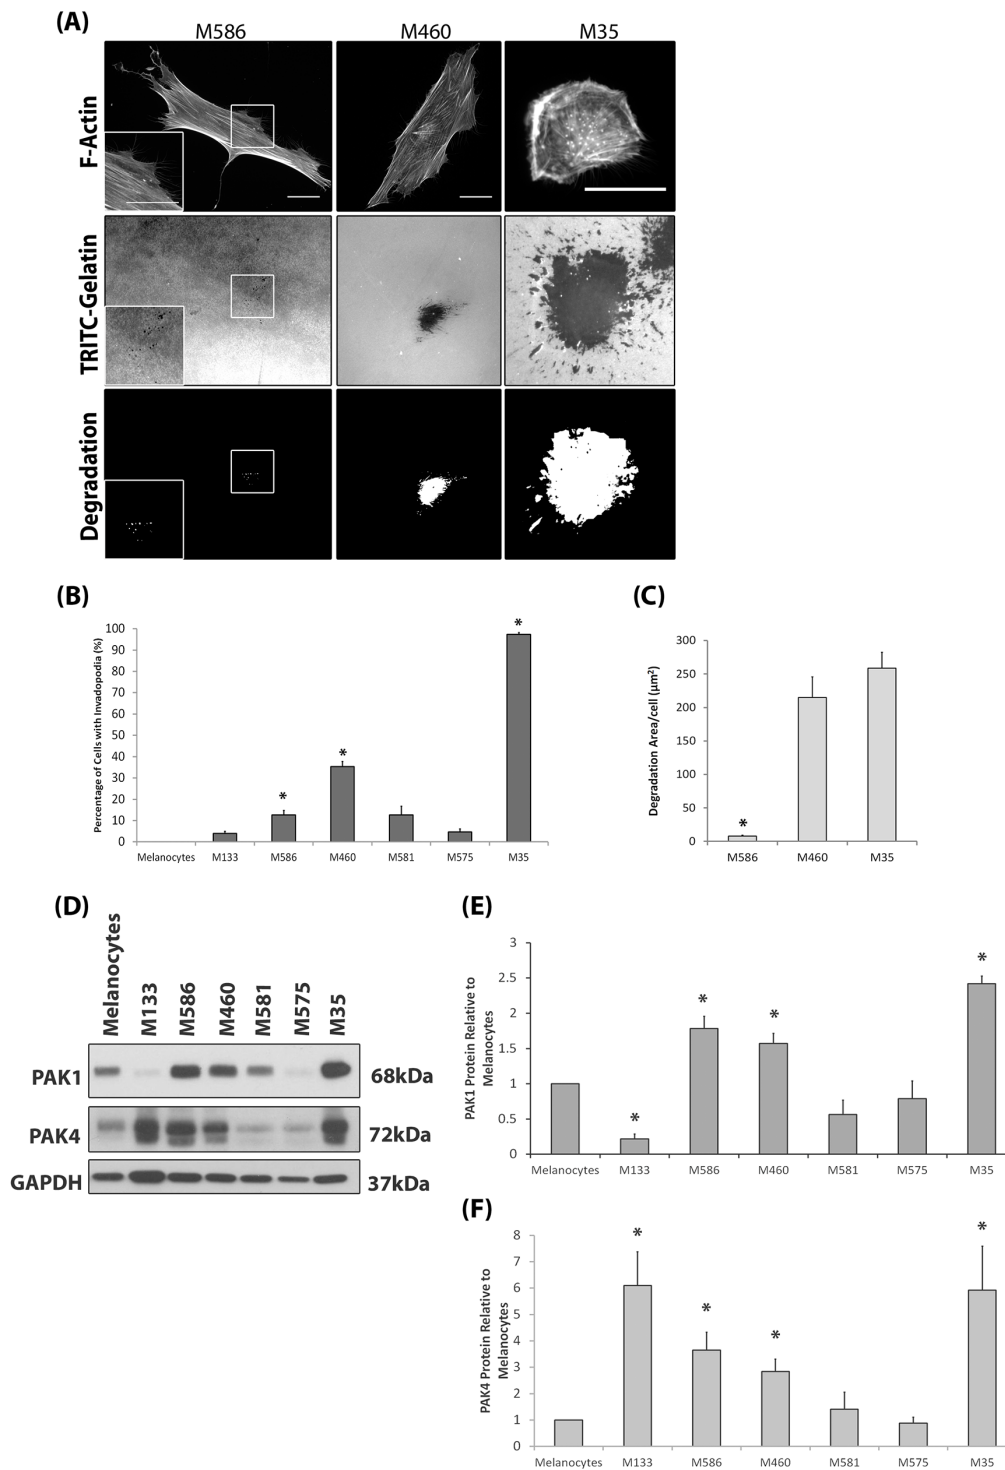 (A)
M586 M460 M35
F-Actin
TRITC-Gelatin
Degradation
(B)
Percentage of Cells with Invadopodia (%)
100
90
80
70
60
50
40
30
20
10
0
* * *
Melanocytes M133 M586 M460 M581 M575 M35
(C)
Degradation Area/cell (µm²)
300
250
200
150
100
50
0
*
M586 M460 M35
(D)
Melanocytes
M133
M586
M460
M581
M575
M35
PAK1 68kDa
PAK4 72kDa
GAPDH 37kDa
(E)
PAK1 Protein Relative to
Melanocytes
3
2.5
2
1.5
1
0.5
0
* * * *
Melanocytes M133 M586 M460 M581 M575 M35
(F)
PAK4 Protein Relative to
Melanocytes
8
7
6
5
4
3
2
1
0
* * * *
Melanocytes M133 M586 M460 M581 M575 M35